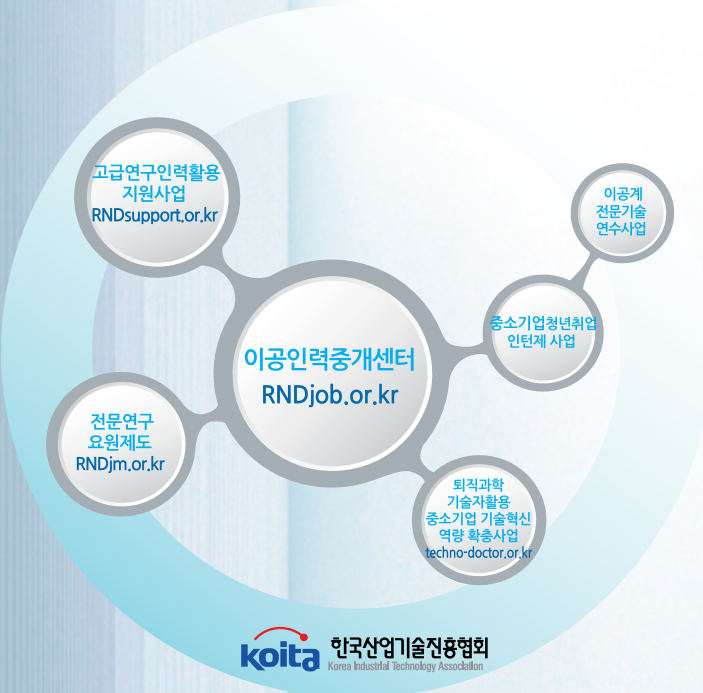 고급연구인력활용
지원사업
RNDsupport.or.kr
이공계
전문기술
연수사업
중소기업청년취업
인턴제 사업
이공인력중개센터
RNDjob.or.kr
전문연구
요원제도
RNDjm.or.kr
퇴직과학
기술자활용
중소기업 기술혁신
역량 확충사업
techno-doctor.or.kr
koita 한국산업기술진흥협회
Korea Industrial Technology Association